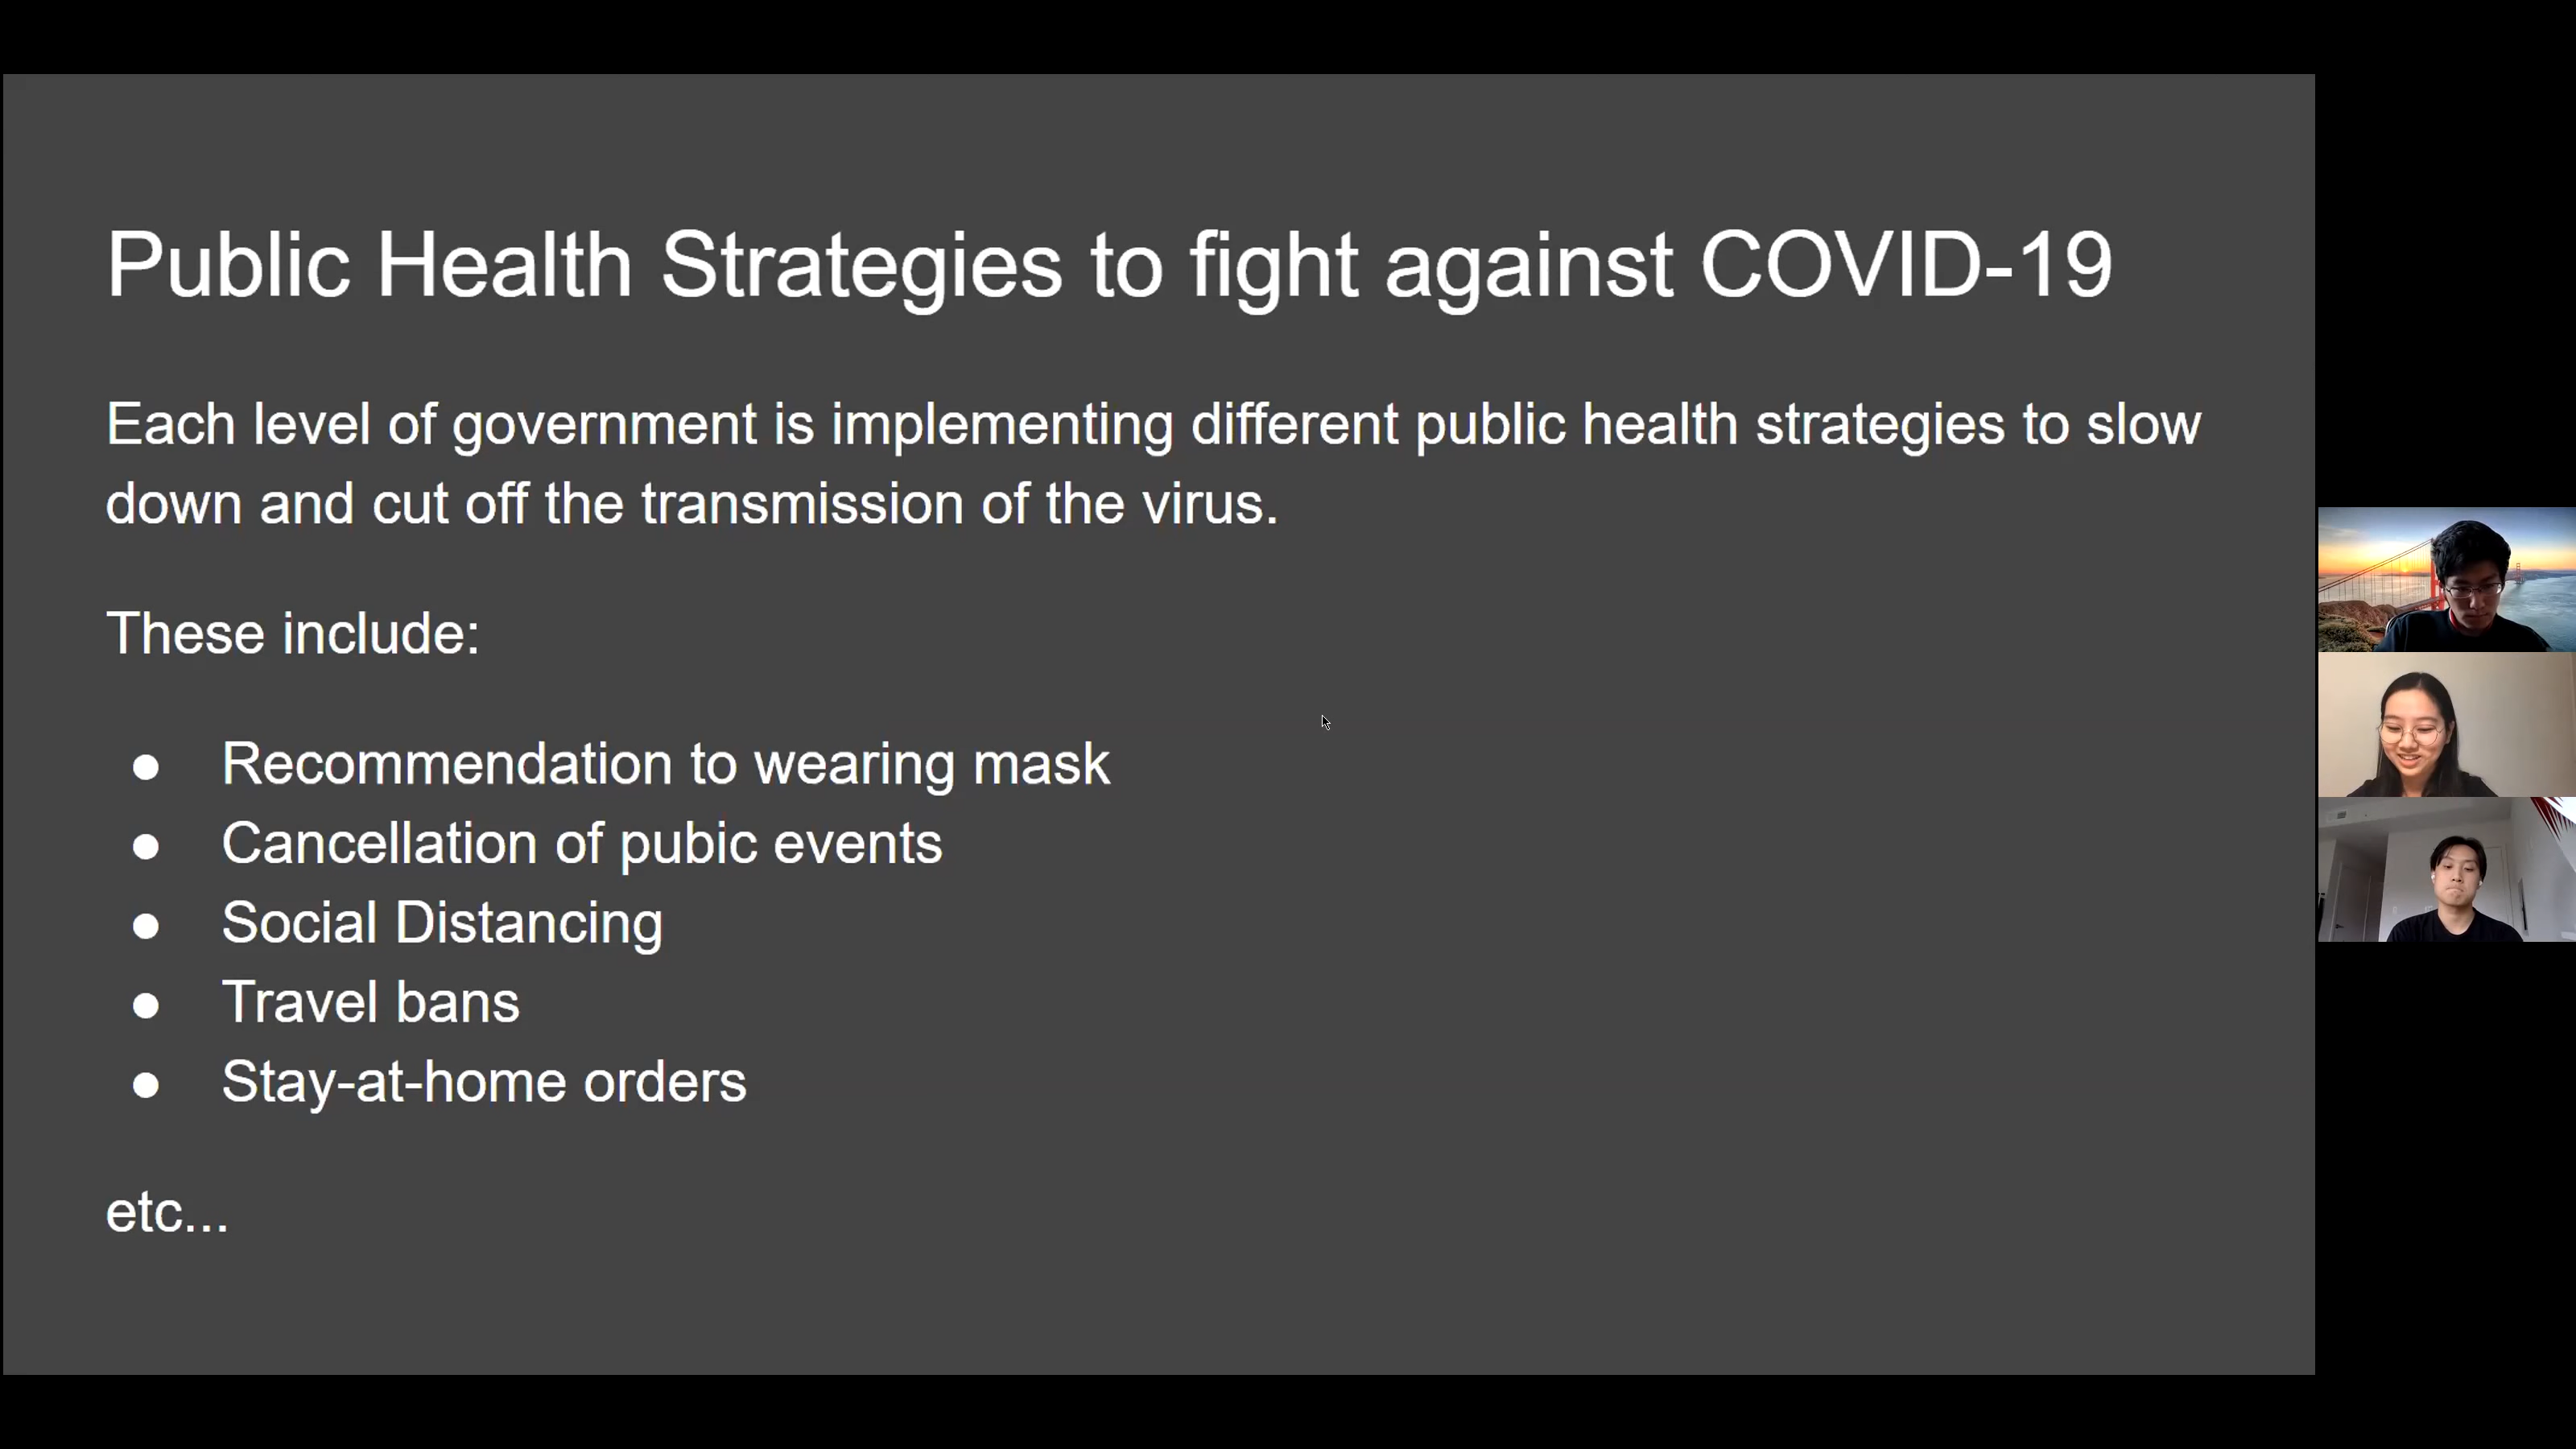 Public Health Strategies to fight against COVID-19
Each level of government is implementing different public health strategies to slow
down and cut off the transmission of the virus.
These include:
● Recommendation to wearing mask
● Cancellation of pubic events
● Social Distancing
● Travel bans
● Stay-at-home orders
etc...